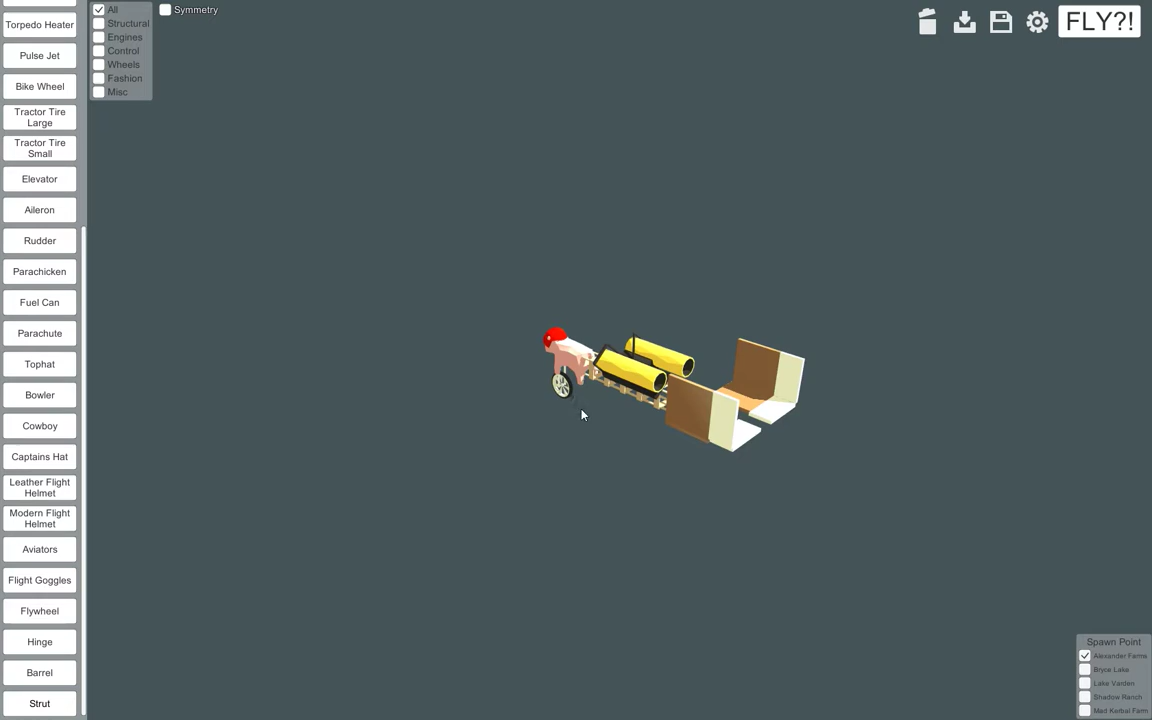 Torpedo Heater
Pulse Jet
Bike Wheel
Tractor Tire
Large
Tractor Tire
Small
Elevator
Aileron
Rudder
Parachicken
Fuel Can
Parachute
Tophat
Bowler
Cowboy
Captains Hat
Leather Flight
Helmet
Modern Flight
Helmet
Aviators
Flight Goggles
Flywheel
Hinge
Barrel
Strut
All
Structural
Engines
Control
Wheels
Fashion
Misc
Symmetry
FLY?!
Spawn Point
Alexander Farms
Bryce Lake
Lake Varden
Shadow Ranch
Mad Kerbal Farm